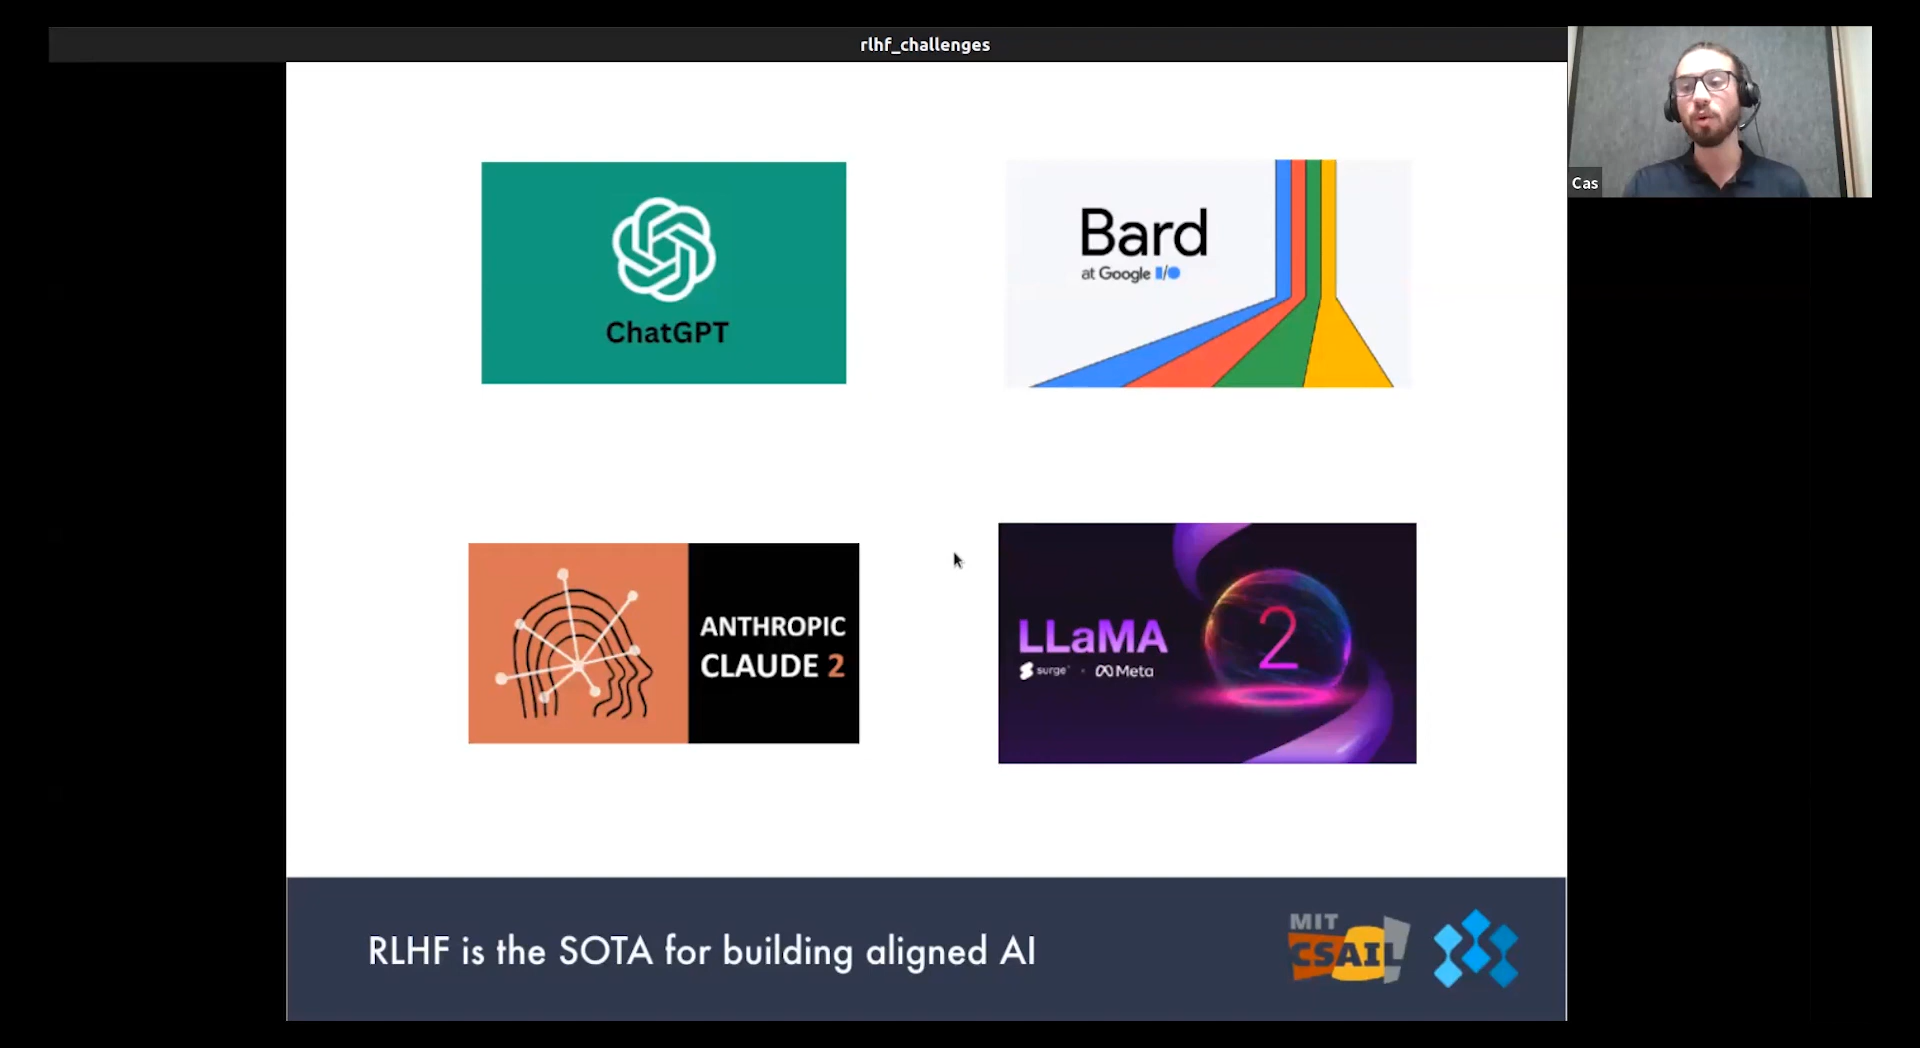 rlhf_challenges
Cas
ChatGPT
Bard
at Google I/O
ANTHROPIC
CLAUDE 2
LLaMA
surge
Meta
2
RLHF is the SOTA for building aligned AI
MIT
CSAIL